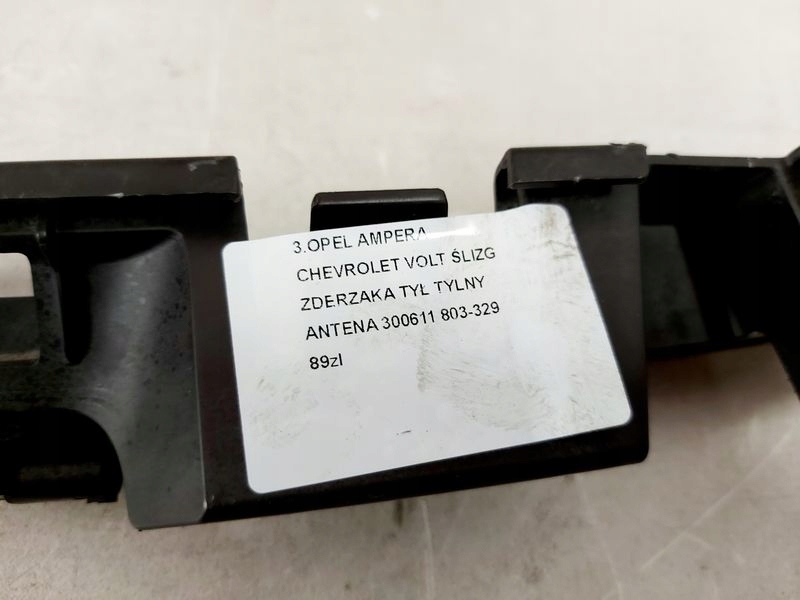 3.OPEL AMPERA
CHEVROLET VOLT ŚLIZG
ZDERZAKA TYŁ TYLNY
ANTENA 300611 803-329
89zl